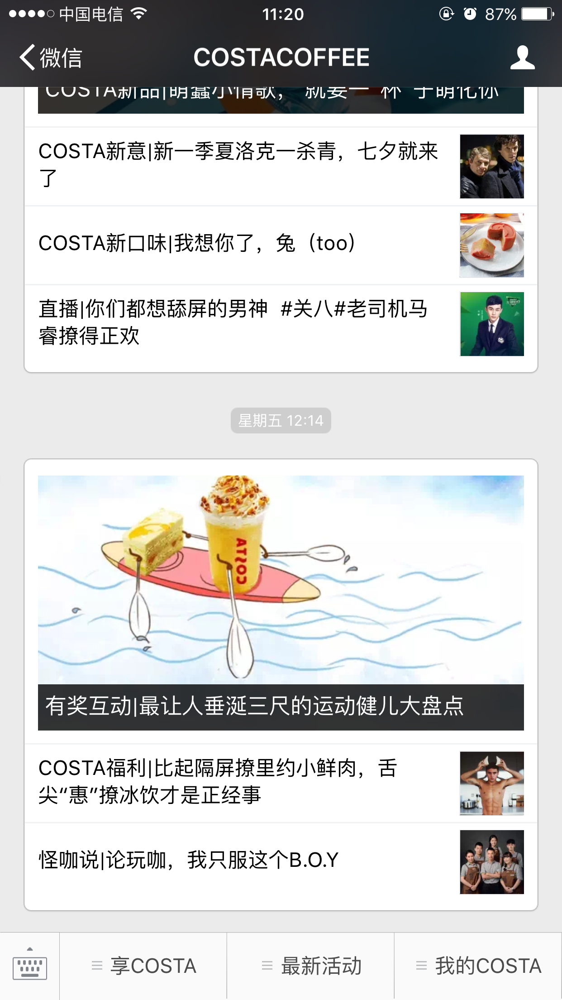 中国电信
11:20
87%
微信
COSTACOFFEE
COSTA新品|萌蠢小情歌，就要一“杯”子萌化你
COSTA新意|新一季夏洛克一杀青，七夕就来
了
COSTA新口味|我想你了，兔（too）
直播|你们都想舔屏的男神 #关八#老司机马
睿撩得正欢
星期五 12:14
COSTA
有奖互动|最让人垂涎三尺的运动健儿大盘点
COSTA福利|比起隔屏撩里约小鲜肉，舌
尖“惠”撩冰饮才是正经事
怪咖说|论玩咖，我只服这个B.O.Y
享COSTA
最新活动
我的COSTA